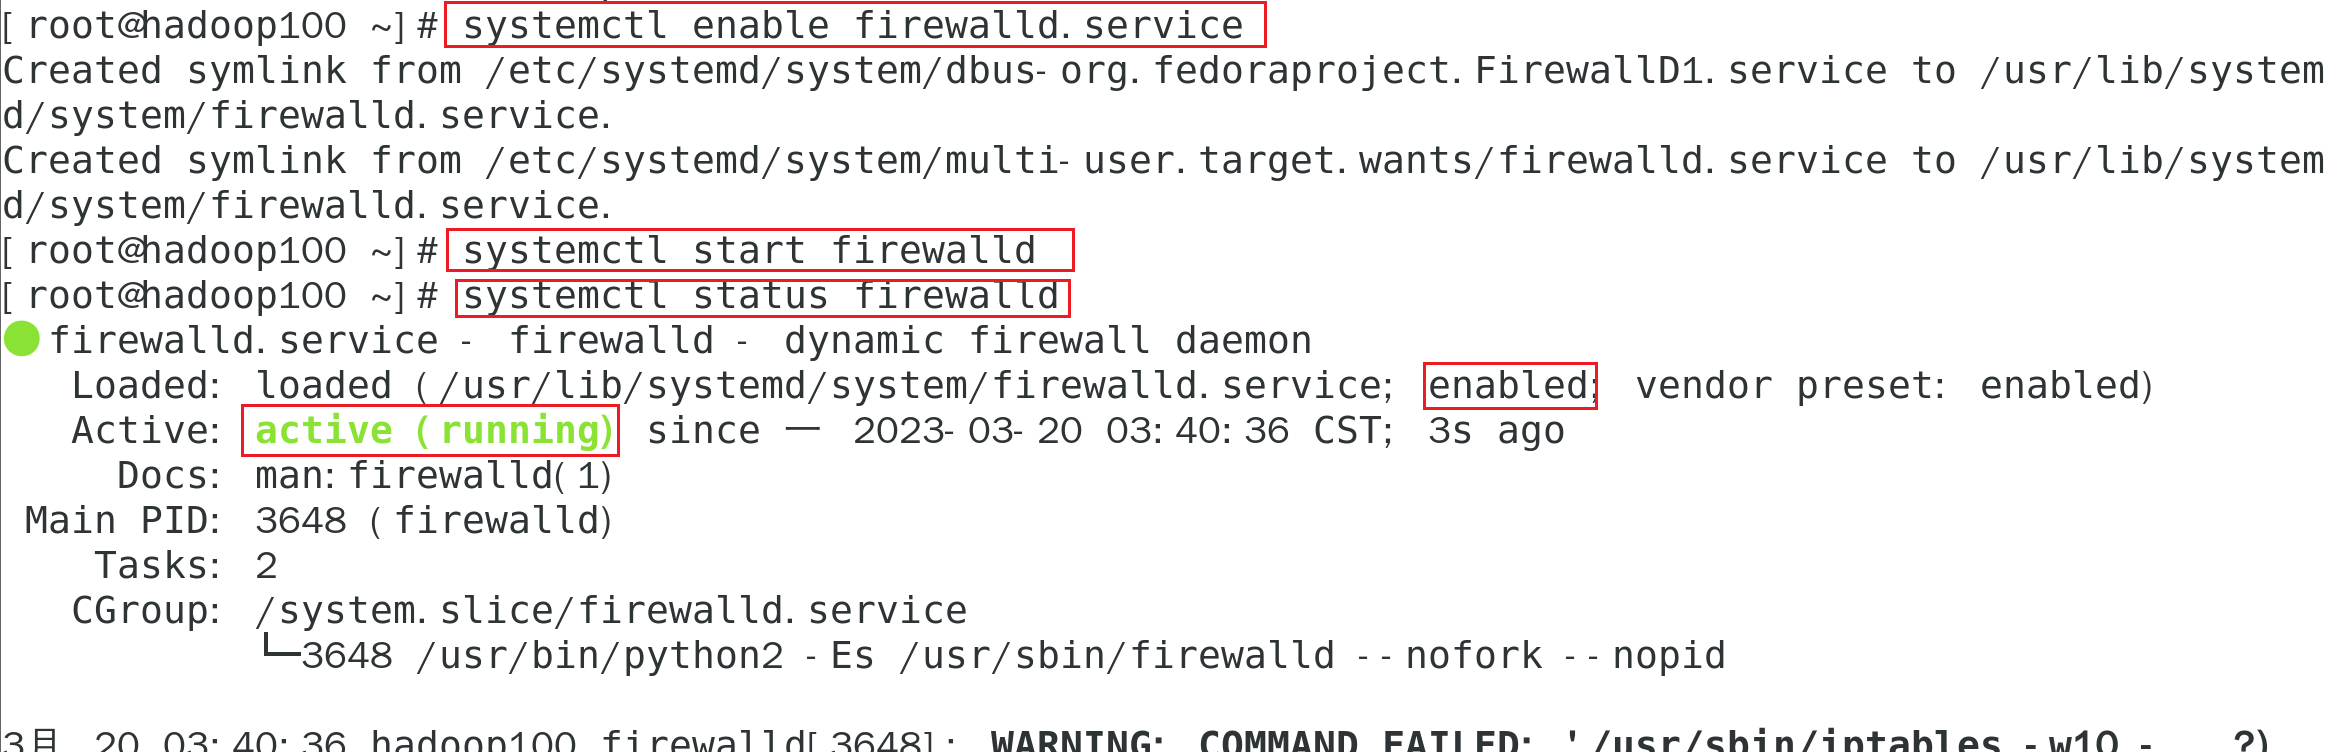 [root@hadoop100 ~]# systemctl enable firewalld.service
Created symlink from /etc/systemd/system/dbus-org.fedoraproject.FirewallD1.service to /usr/lib/system
d/system/firewalld.service.
Created symlink from /etc/systemd/system/multi-user.target.wants/firewalld.service to /usr/lib/system
d/system/firewalld.service.
[root@hadoop100 ~]# systemctl start firewalld
[root@hadoop100 ~]# systemctl status firewalld
● firewalld.service - firewalld - dynamic firewall daemon
Loaded: loaded (/usr/lib/systemd/system/firewalld.service; enabled; vendor preset: enabled)
Active: active (running) since 一 2023-03-20 03:40:36 CST; 3s ago
Docs: man:firewalld(1)
Main PID: 3648 (firewalld)
Tasks: 2
CGroup: /system.slice/firewalld.service
└─3648 /usr/bin/python2 -Es /usr/sbin/firewalld --nofork --nopid
3月 20 03:40:36 hadoop100 firewalld[3648]: WARNING: COMMAND_FAILED: '/usr/sbin/iptables -w10 -